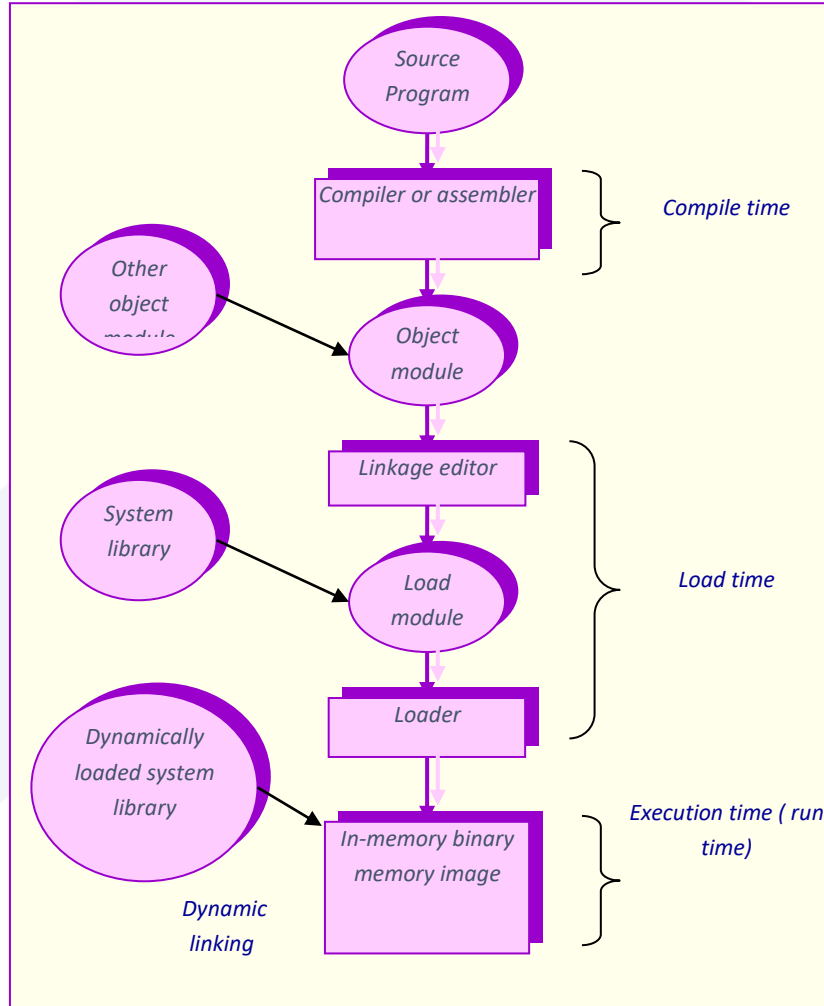 Source
Program
Compiler or assembler
Compile time
Other
object
module
Object
module
Linkage editor
System
library
Load
module
Load time
Loader
Dynamically
loaded system
library
Execution time ( run
time)
In-memory binary
memory image
Dynamic
linking